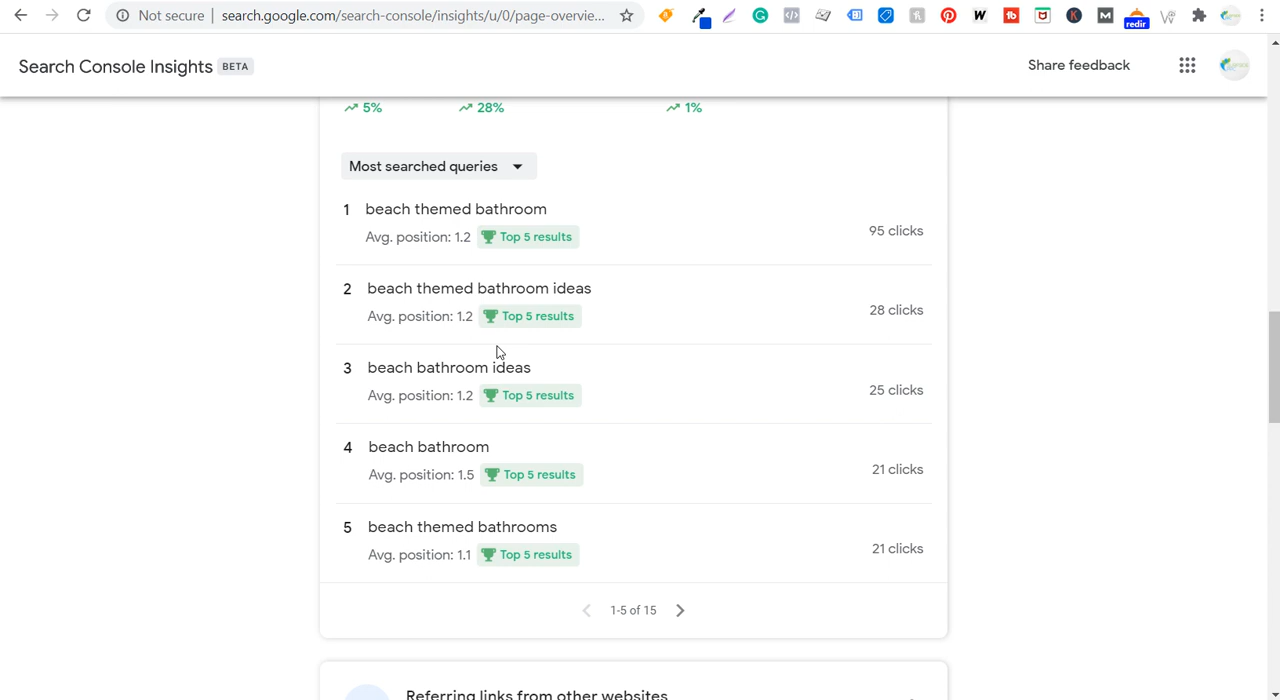 Not secure | search.google.com/search-console/insights/u/0/page-overvie...
redir
Search Console Insights BETA
Share feedback
5% 28% 1%
Most searched queries
1 beach themed bathroom
Avg. position: 1.2 Top 5 results
95 clicks
2 beach themed bathroom ideas
Avg. position: 1.2 Top 5 results
28 clicks
3 beach bathroom ideas
Avg. position: 1.2 Top 5 results
25 clicks
4 beach bathroom
Avg. position: 1.5 Top 5 results
21 clicks
5 beach themed bathrooms
Avg. position: 1.1 Top 5 results
21 clicks
1-5 of 15
Referring links from other websites